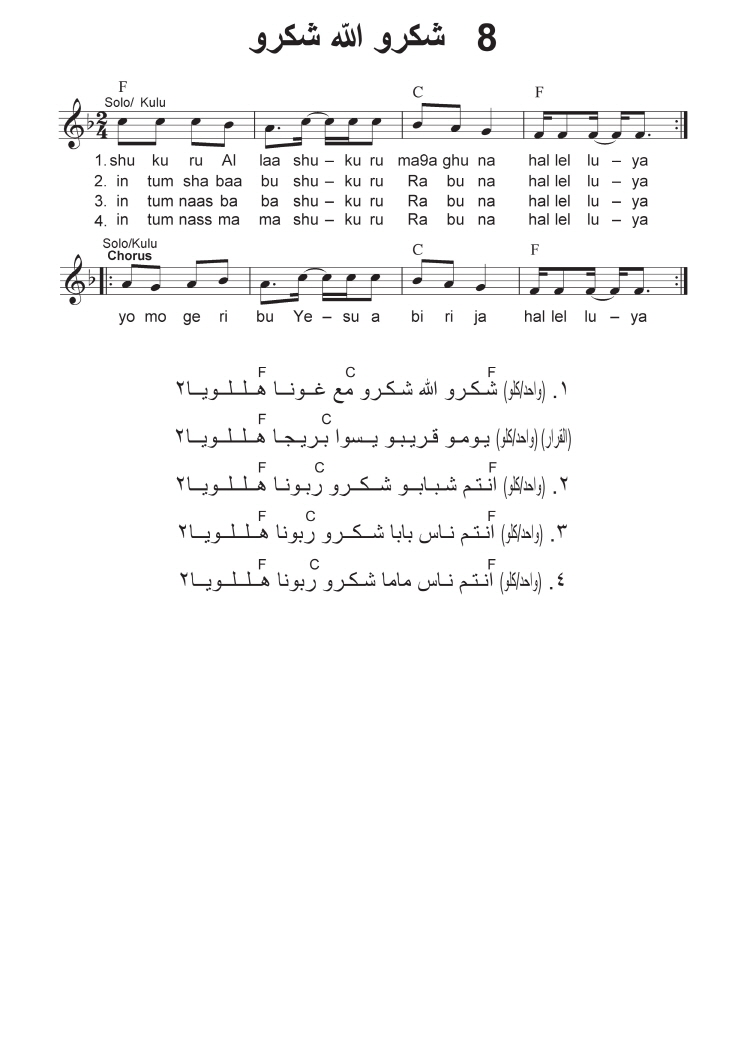 شكرو الله شكرو 8
F C F
Solo/ Kulu
1. shu ku ru Al laa shu – ku ru ma9a ghu na hal lel lu – ya
2. in tum sha baa bu shu – ku ru Ra bu na hal lel lu – ya
3. in tum naas ba ba shu – ku ru Ra bu na hal lel lu – ya
4. in tum nass ma ma shu – ku ru Ra bu na hal lel lu – ya
Solo/Kulu
Chorus C F
yo mo ge ri bu Ye – su a bi ri ja hal lel lu – ya
F C F
١. (واحد/كلو) شكرو الله شكرو مع غونا هللويا٢
F C
(القرار) (واحد/كلو) يومو قريبو يسوا بريجا هللويا٢
F C F
٢. (واحد/كلو) انتم شبابو شكرو ربونا هللويا٢
F C F
٣. (واحد/كلو) انتم ناس بابا شكرو ربونا هللويا٢
F C F
٤. (واحد/كلو) انتم ناس ماما شكرو ربونا هللويا٢